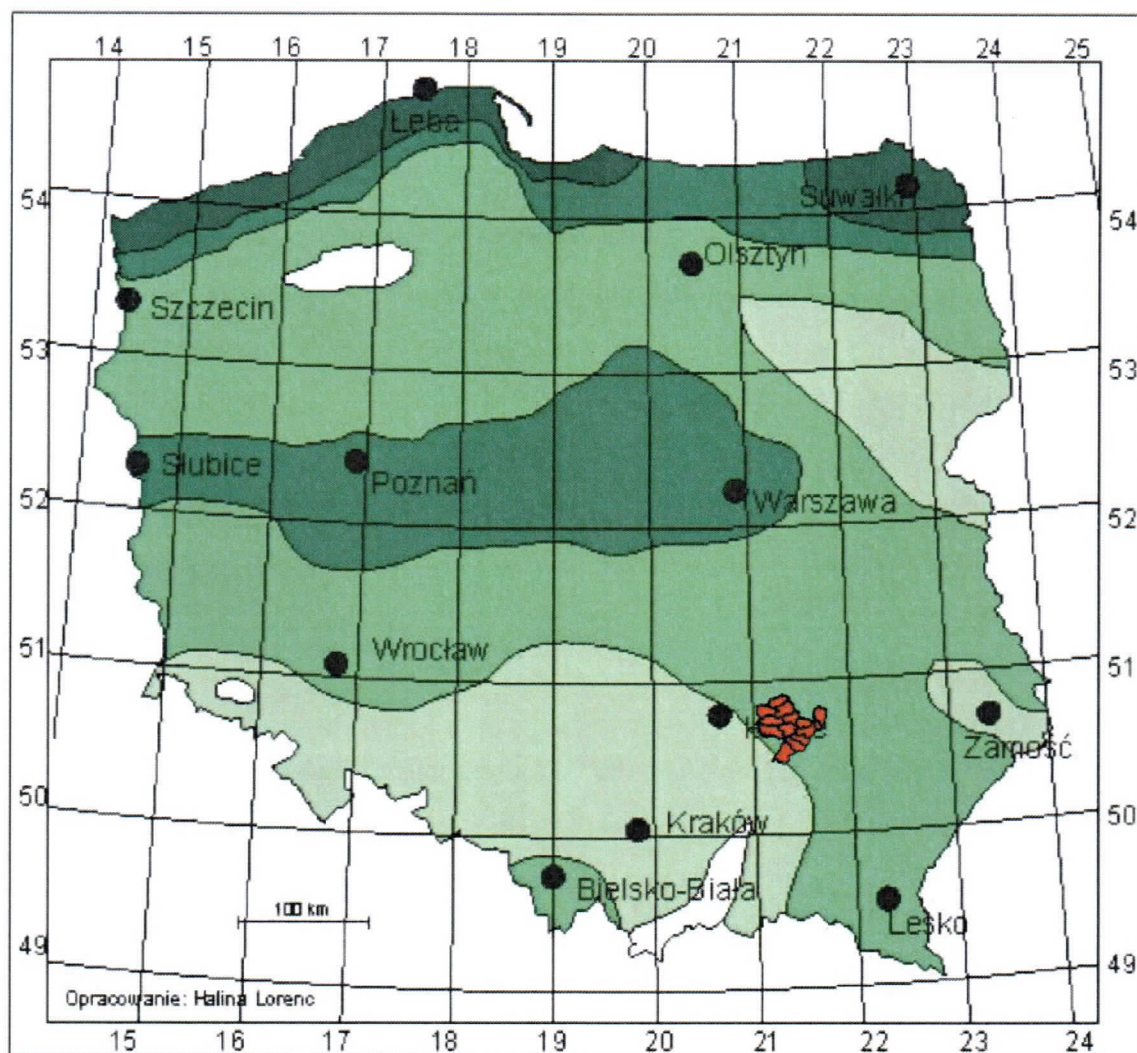 14 15 16 17 18 19 20 21 22 23 24 25
Łeba
Suwałki
54 54
Olsztyn
Szczecin
53 53
Słubice
Poznań
Warszawa
52 52
Wrocław
51 51
Zamość
50 50
Kraków
Bielsko-Biała
Lesko
100 km
49 49
Opracowanie: Halina Lorenc
15 16 17 18 19 20 21 22 23 24